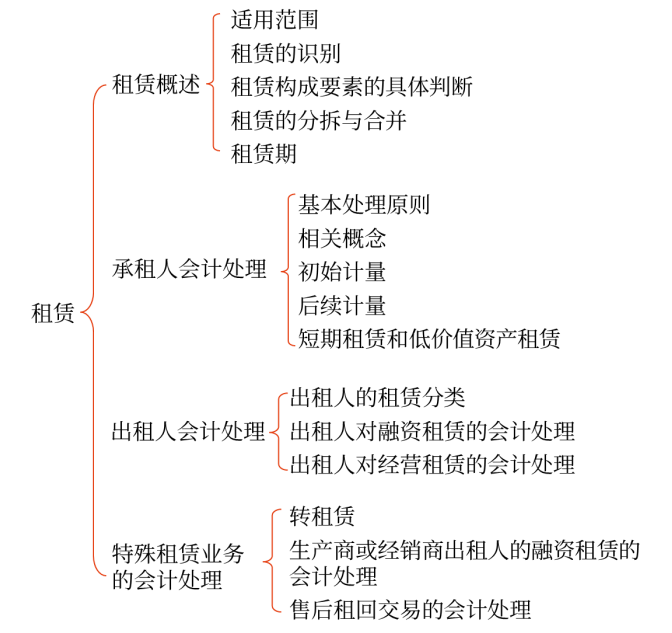 租赁
租赁概述
适用范围
租赁的识别
租赁构成要素的具体判断
租赁的分拆与合并
租赁期
承租人会计处理
基本处理原则
相关概念
初始计量
后续计量
短期租赁和低价值资产租赁
出租人会计处理
出租人的租赁分类
出租人对融资租赁的会计处理
出租人对经营租赁的会计处理
特殊租赁业务
的会计处理
转租赁
生产商或经销商出租人的融资租赁的
会计处理
售后租回交易的会计处理